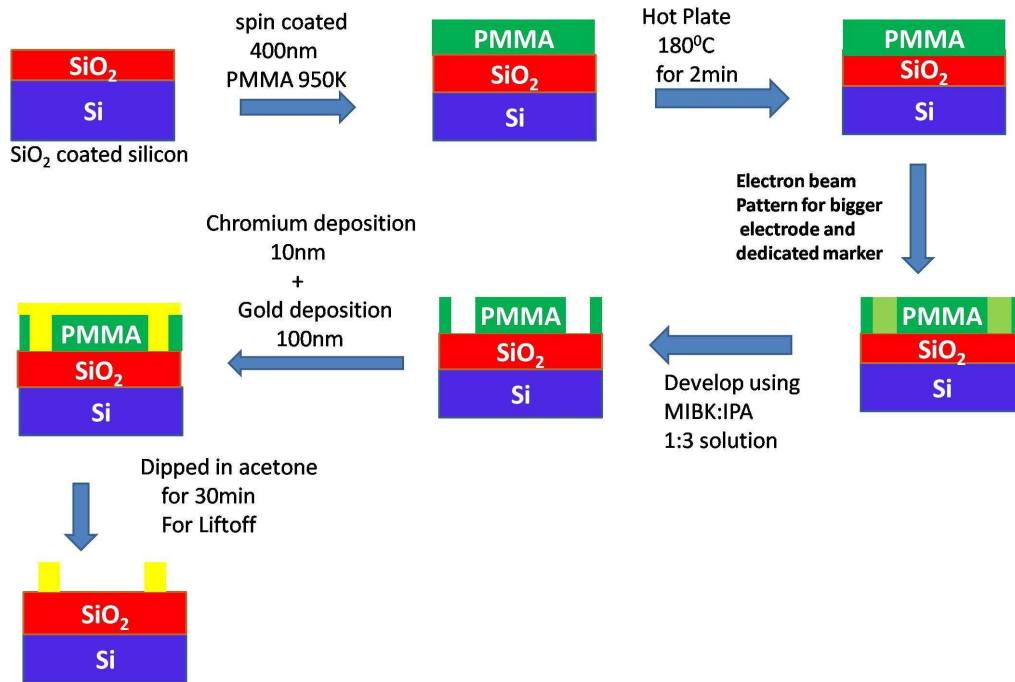 SiO₂
Si
SiO₂ coated silicon
spin coated
400nm
PMMA 950K
PMMA
SiO₂
Si
Hot Plate
180⁰C
for 2min
PMMA
SiO₂
Si
Electron beam
Pattern for bigger
electrode and
dedicated marker
PMMA
SiO₂
Si
Develop using
MIBK:IPA
1:3 solution
PMMA
SiO₂
Si
Chromium deposition
10nm
+
Gold deposition
100nm
PMMA
SiO₂
Si
Dipped in acetone
for 30min
For Liftoff
SiO₂
Si